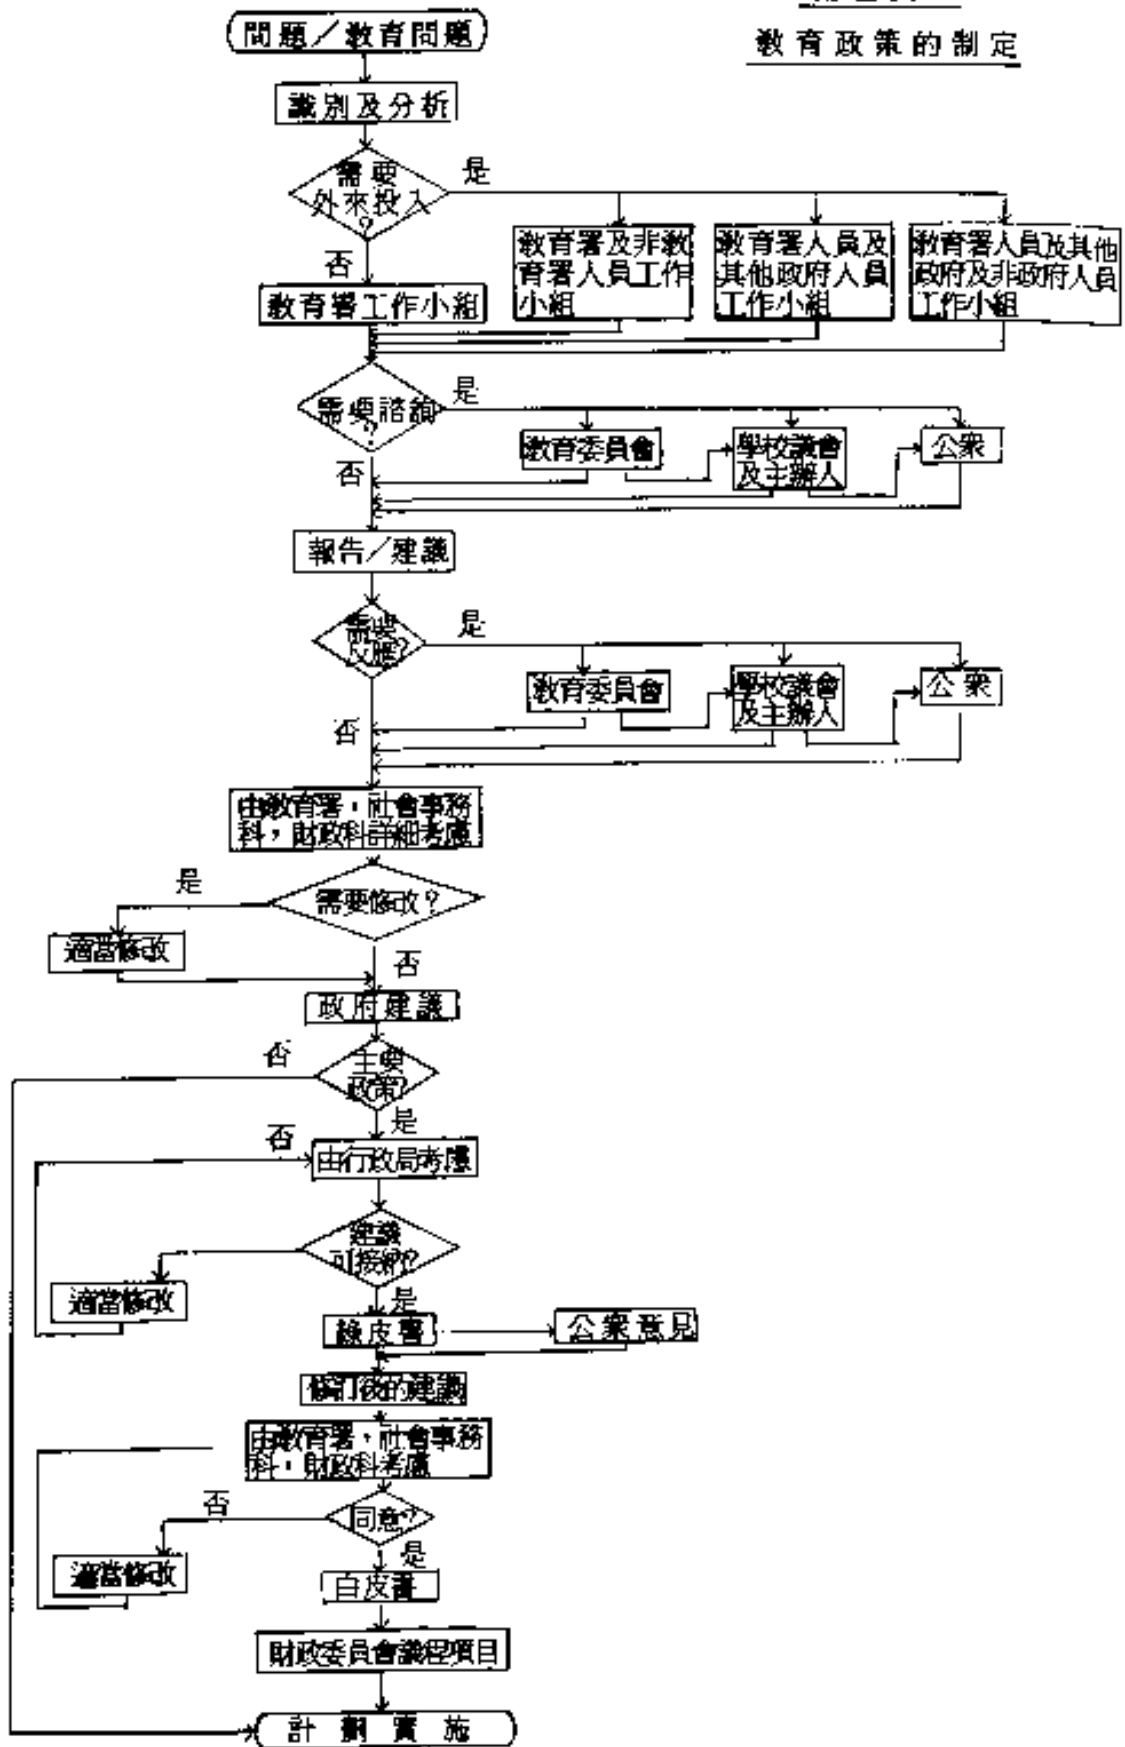 教育政策的制定
問題／教育問題
識別及分析
需要
外來投入
?
是
否
教育署工作小組
教育署及非教
育署人員工作
小組
教育署人員及
其他政府人員
工作小組
教育署人員及其他
政府及非政府人員
工作小組
需要諮詢
?
是
否
教育委員會
學校議會
及主辦人
公眾
報告／建議
需要
反應?
是
否
教育委員會
學校議會
及主辦人
公眾
由教育署，社會事務
科，財政科詳細考慮
需要修改?
是
適當修改
否
政府建議
主要
政策?
否
是
由行政局考慮
否
建議
可接納?
適當修改
是
綠皮書
公眾意見
修訂後的建議
由教育署，社會事務
科，財政科考慮
同意?
否
適當修改
是
白皮書
財政委員會議程項目
計劃實施